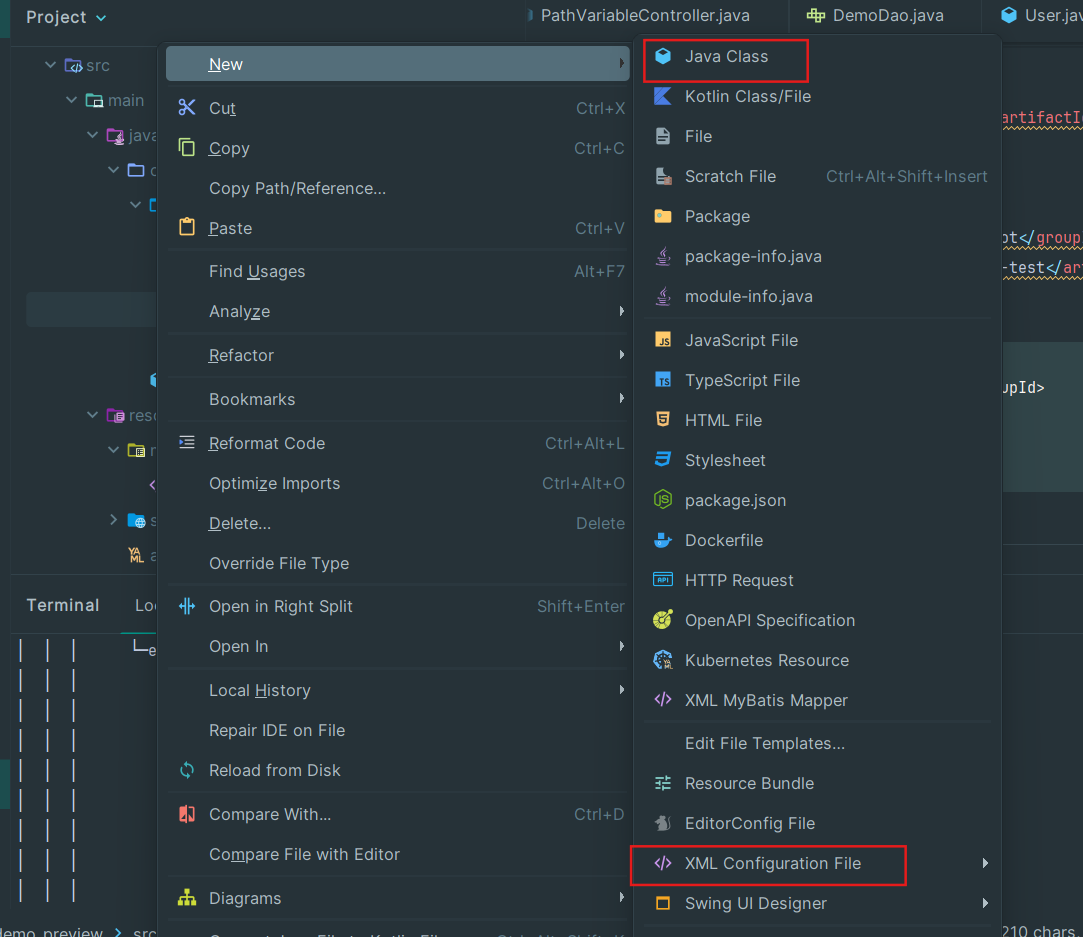 Project
PathVariableController.java
DemoDao.java
User.jav
src
main
java
resc
Terminal
New
Cut Ctrl+X
Copy Ctrl+C
Copy Path/Reference...
Paste Ctrl+V
Find Usages Alt+F7
Analyze
Refactor
Bookmarks
Reformat Code Ctrl+Alt+L
Optimize Imports Ctrl+Alt+O
Delete... Delete
Override File Type
Open in Right Split Shift+Enter
Open In
Local History
Repair IDE on File
Reload from Disk
Compare With... Ctrl+D
Compare File with Editor
Diagrams
Java Class
Kotlin Class/File
File
Scratch File Ctrl+Alt+Shift+Insert
Package
package-info.java
module-info.java
JavaScript File
TypeScript File
HTML File
Stylesheet
package.json
Dockerfile
HTTP Request
OpenAPI Specification
Kubernetes Resource
XML MyBatis Mapper
Edit File Templates...
Resource Bundle
EditorConfig File
XML Configuration File
Swing UI Designer
artifactId
ot</group
-test</ar
upId>
demo_preview > src
210 chars